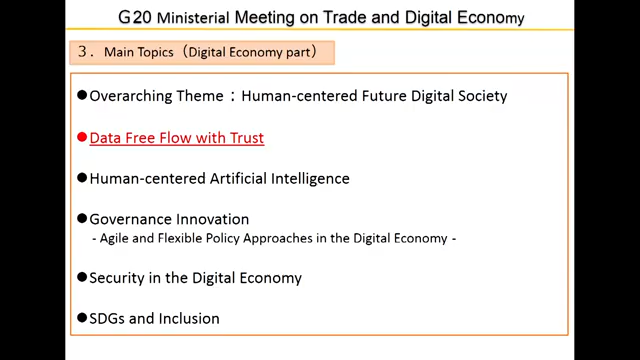 G20 Ministerial Meeting on Trade and Digital Economy
3．Main Topics（Digital Economy part）
●Overarching Theme：Human-centered Future Digital Society
●Data Free Flow with Trust
●Human-centered Artificial Intelligence
●Governance Innovation
- Agile and Flexible Policy Approaches in the Digital Economy -
●Security in the Digital Economy
●SDGs and Inclusion